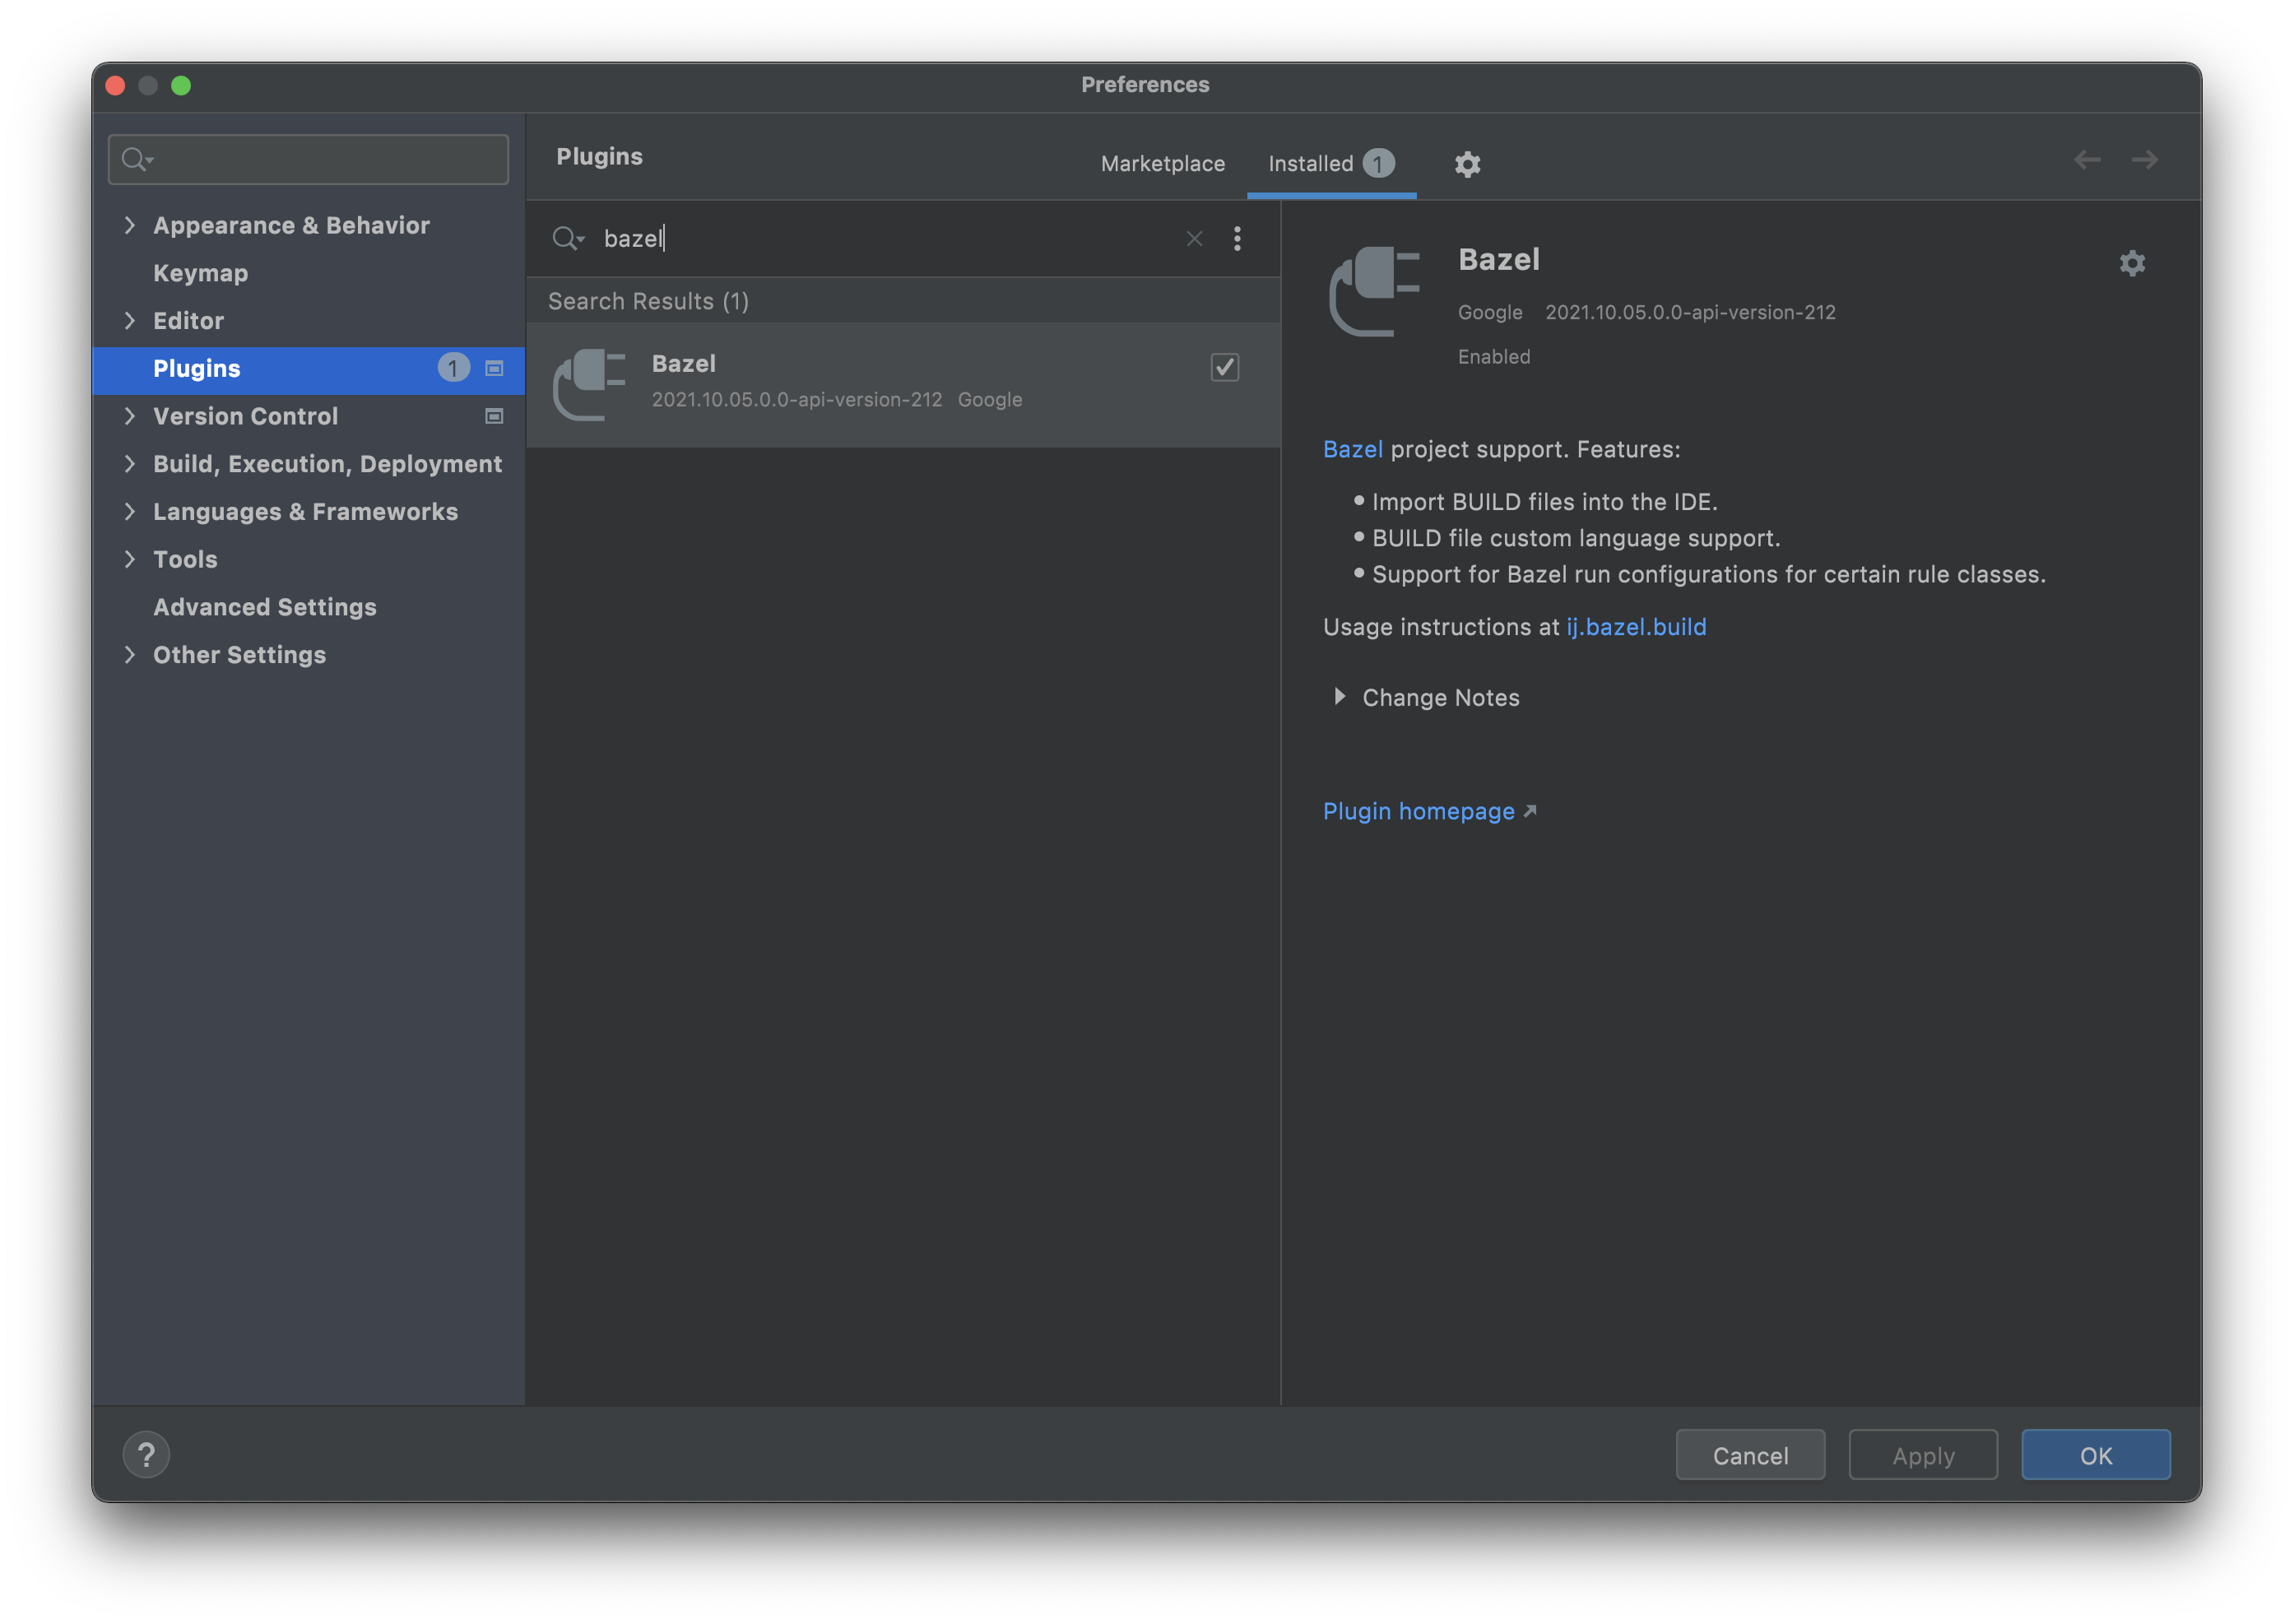 Preferences
Appearance & Behavior
Keymap
Editor
Plugins 1
Version Control
Build, Execution, Deployment
Languages & Frameworks
Tools
Advanced Settings
Other Settings
Plugins
Marketplace Installed 1
bazel
Search Results (1)
Bazel
2021.10.05.0.0-api-version-212 Google
Bazel
Google 2021.10.05.0.0-api-version-212
Enabled
Bazel project support. Features:
• Import BUILD files into the IDE.
• BUILD file custom language support.
• Support for Bazel run configurations for certain rule classes.
Usage instructions at ij.bazel.build
Change Notes
Plugin homepage ↗
? Cancel Apply OK